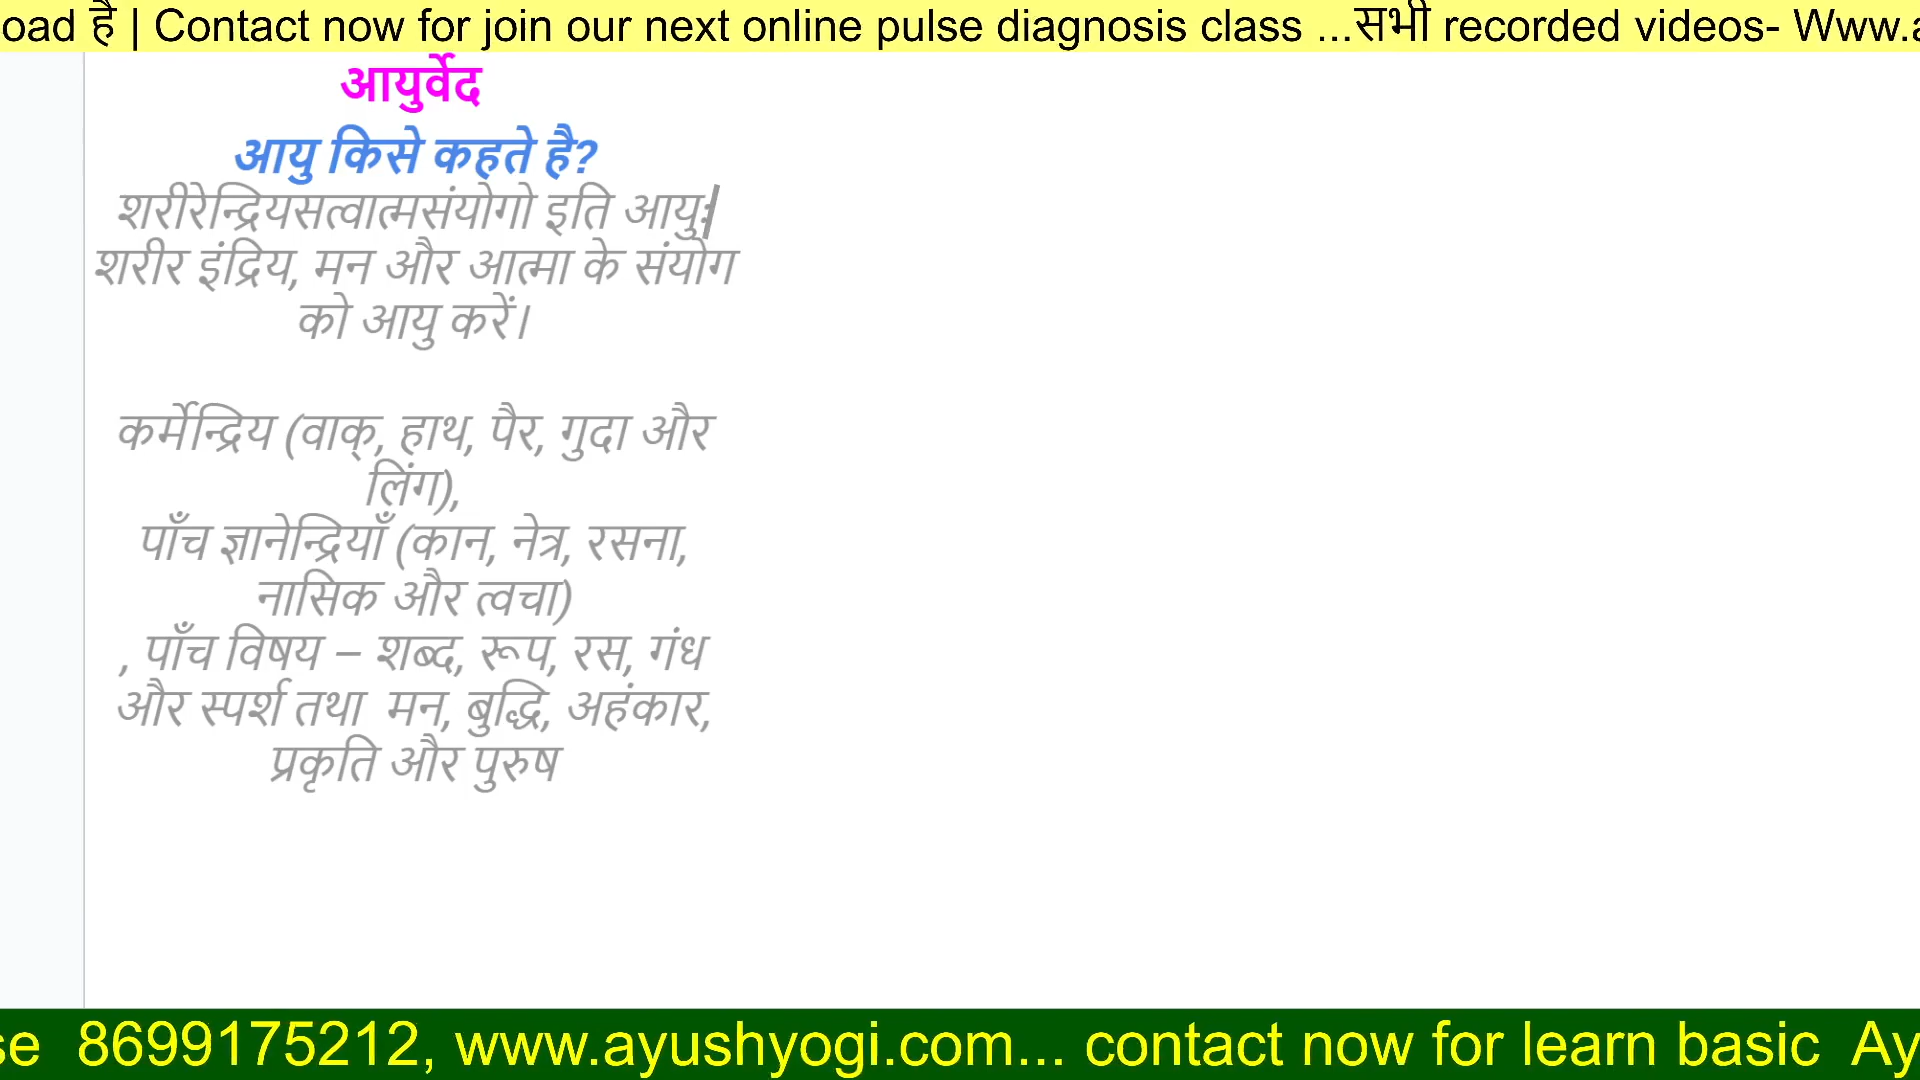 oad है | Contact now for join our next online pulse diagnosis class ...सभी recorded videos- Www.a
आयुर्वेद
आयु किसे कहते है?
शरीरेन्द्रियसत्वात्मसंयोगो इति आयु:
शरीर इंद्रिय, मन और आत्मा के संयोग
को आयु करें।
कर्मेन्द्रिय (वाक्, हाथ, पैर, गुदा और
लिंग),
पाँच ज्ञानेन्द्रियाँ (कान, नेत्र, रसना,
नासिक और त्वचा)
, पाँच विषय – शब्द, रूप, रस, गंध
और स्पर्श तथा मन, बुद्धि, अहंकार,
प्रकृति और पुरुष
se 8699175212, www.ayushyogi.com... contact now for learn basic Ay